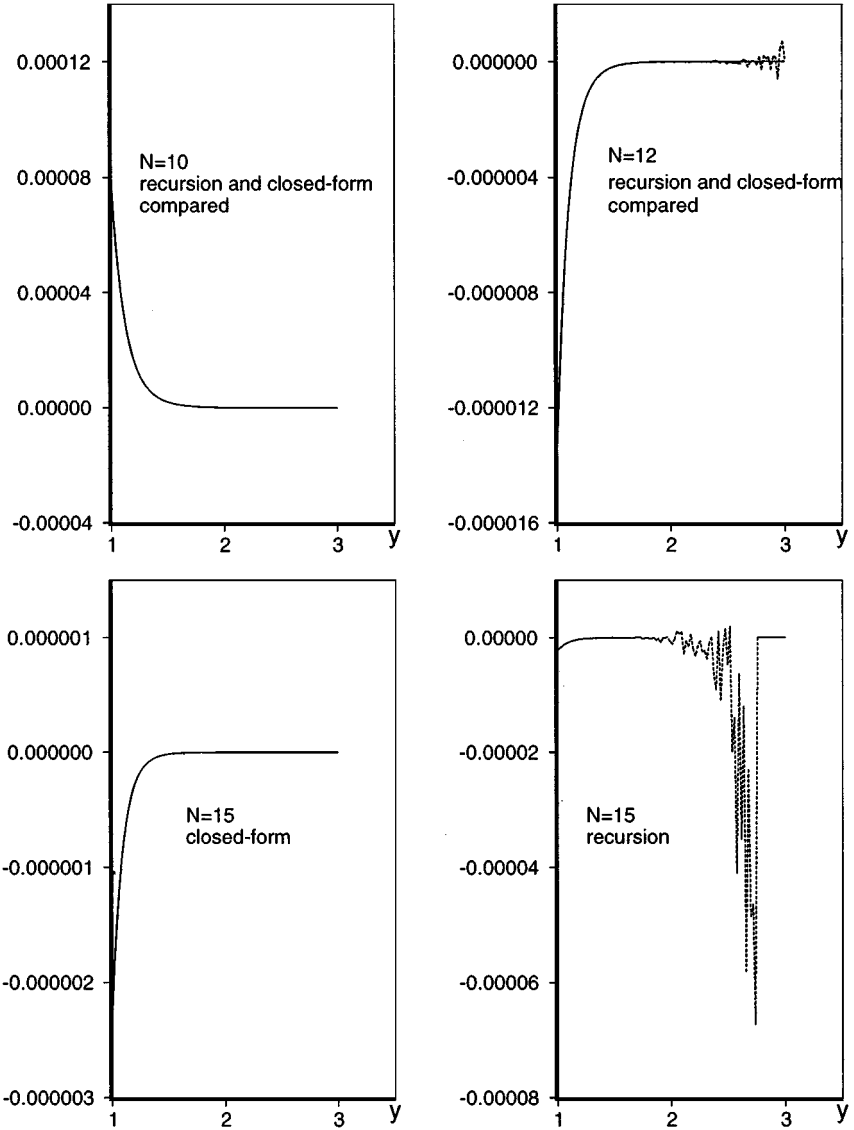 0.00012
0.00008
0.00004
0.00000
-0.00004
N=10
recursion and closed-form
compared
1 2 3 y
0.000000
-0.000004
-0.000008
-0.000012
-0.000016
N=12
recursion and closed-form
compared
1 2 3 y
0.000001
0.000000
-0.000001
-0.000002
-0.000003
N=15
closed-form
1 2 3 y
0.00000
-0.00002
-0.00004
-0.00006
-0.00008
N=15
recursion
1 2 3 y